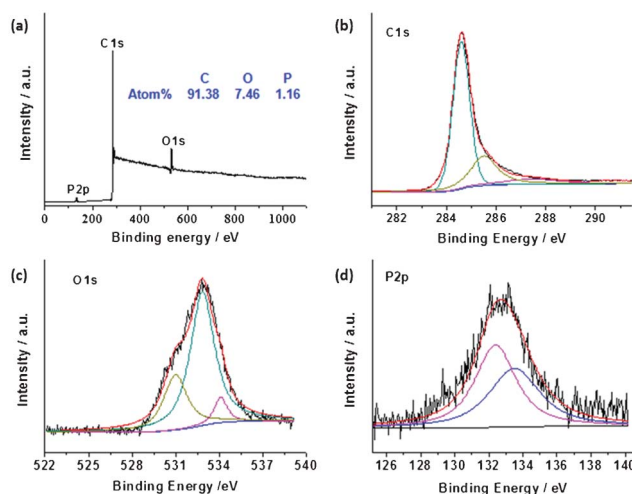 (a)
C1s
C O P
Atom% 91.38 7.46 1.16
O1s
P2p
Intensity / a.u.
0 200 400 600 800 1000
Binding energy / eV
(b)
C1s
Intensity / a.u.
282 284 286 288 290
Binding Energy /eV
(c)
O1s
Intensity / a.u.
522 525 528 531 534 537 540
Binding Energy /eV
(d)
P2p
Intensity / a.u.
126 128 130 132 134 136 138 140
Binding Energy /eV